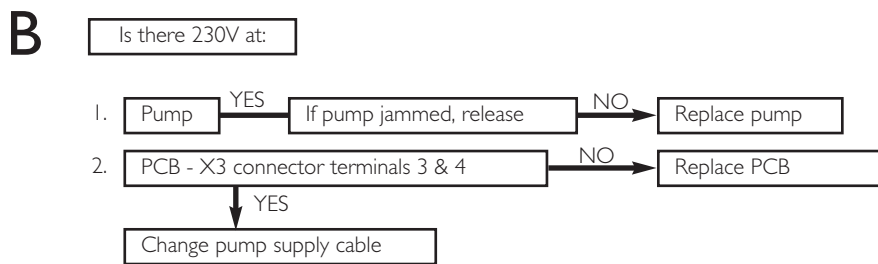 B
Is there 230V at:
1. Pump YES If pump jammed, release NO Replace pump
2. PCB - X3 connector terminals 3 & 4 NO Replace PCB
YES
Change pump supply cable